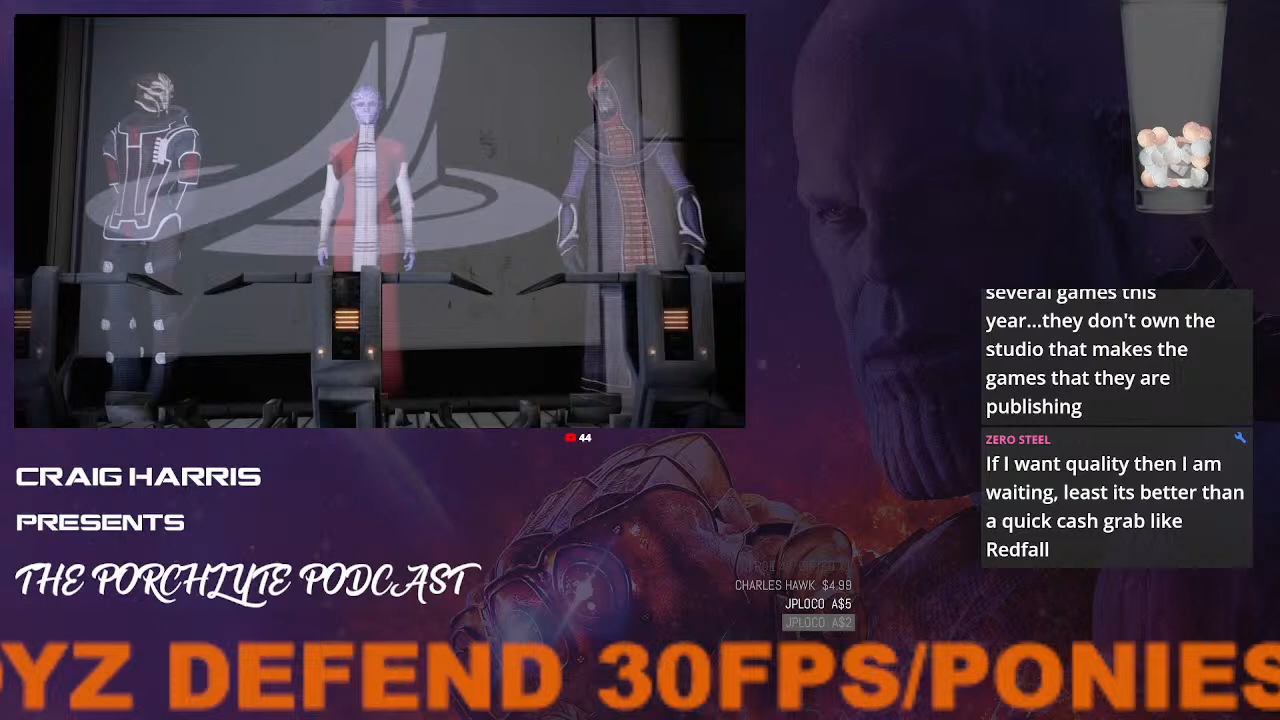 several games this
year...they don't own the
studio that makes the
games that they are
publishing
ZERO STEEL
If I want quality then I am
waiting, least its better than
a quick cash grab like
Redfall
44
CRAIG HARRIS
PRESENTS
THE PORCHLYTE PODCAST
CHARLES HAWK $4.99
JPLOCO A$5
JPLOCO A$2
YZ DEFEND 30FPS/PONIES